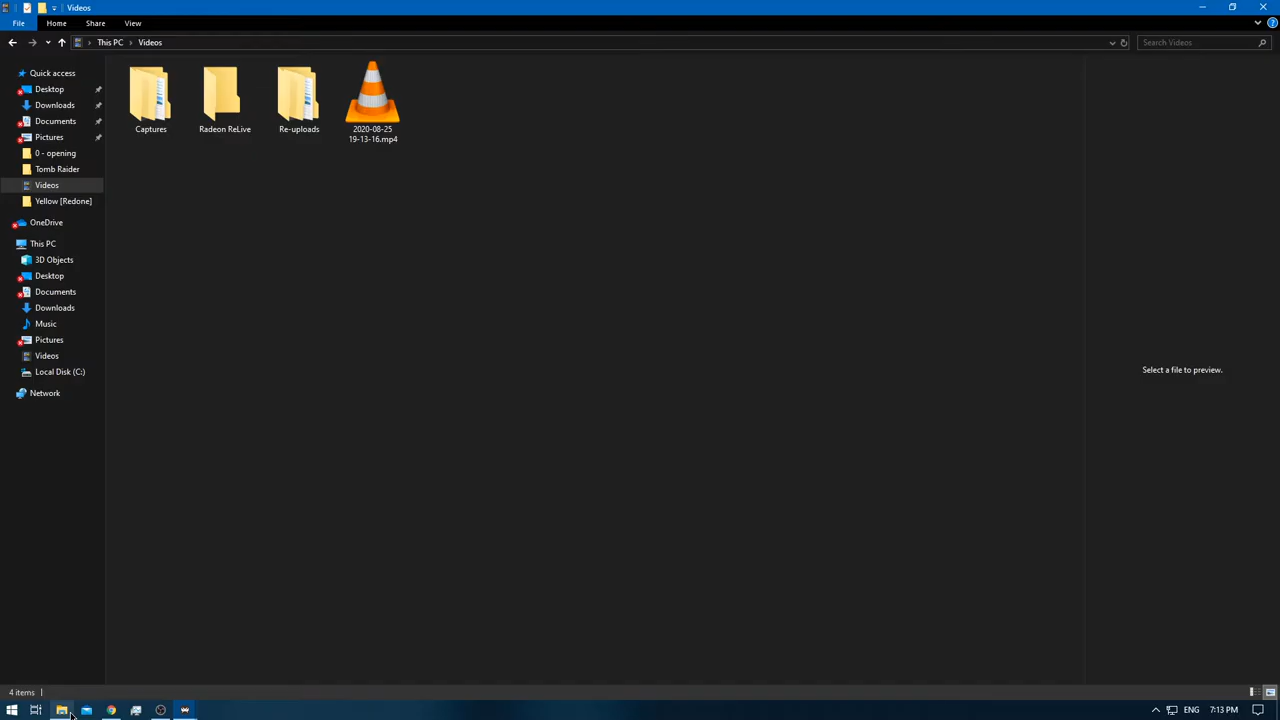 Videos
File
Home
Share
View
This PC
Videos
Search Videos
Quick access
Desktop
Downloads
Documents
Pictures
0 - opening
Tomb Raider
Videos
Yellow [Redone]
OneDrive
This PC
3D Objects
Desktop
Documents
Downloads
Music
Pictures
Videos
Local Disk (C:)
Network
Captures
Radeon ReLive
Re-uploads
2020-08-25
19-13-16.mp4
Select a file to preview.
4 items
ENG
7:13 PM